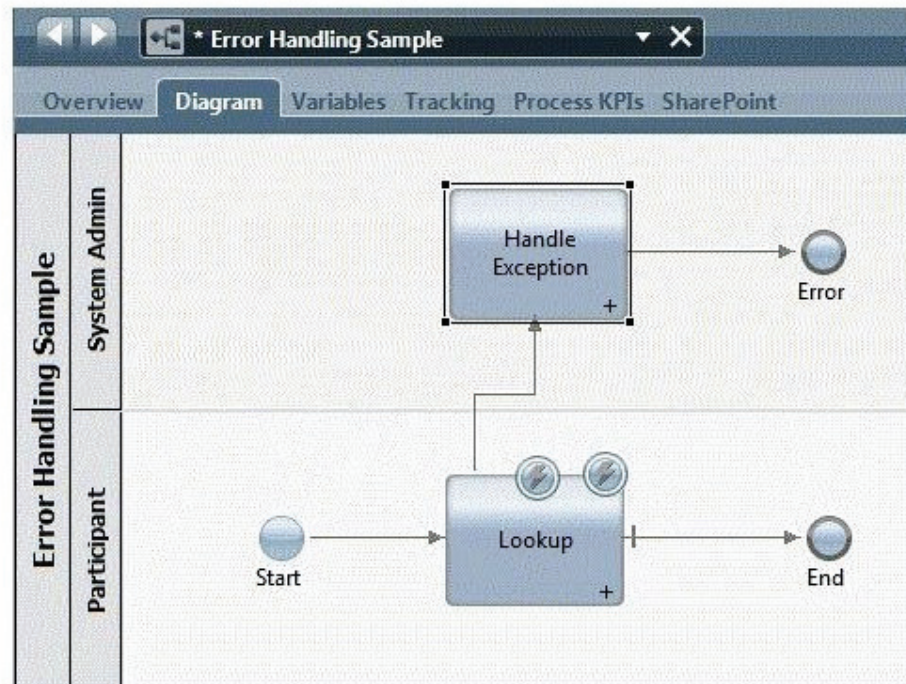 * Error Handling Sample
Overview Diagram Variables Tracking Process KPIs SharePoint
Error Handling Sample
System Admin
Handle
Exception
+
Error
Participant
Start
Lookup
+
End